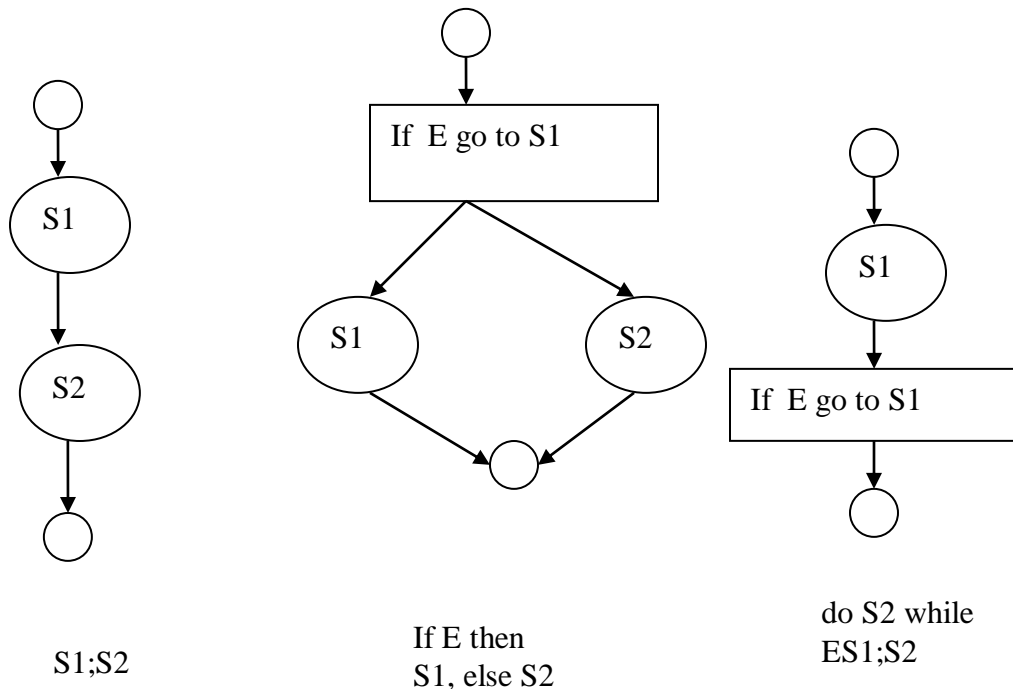 S1
S2
S1;S2
If E go to S1
S1
S2
If E then
S1, else S2
S1
If E go to S1
do S2 while
ES1;S2